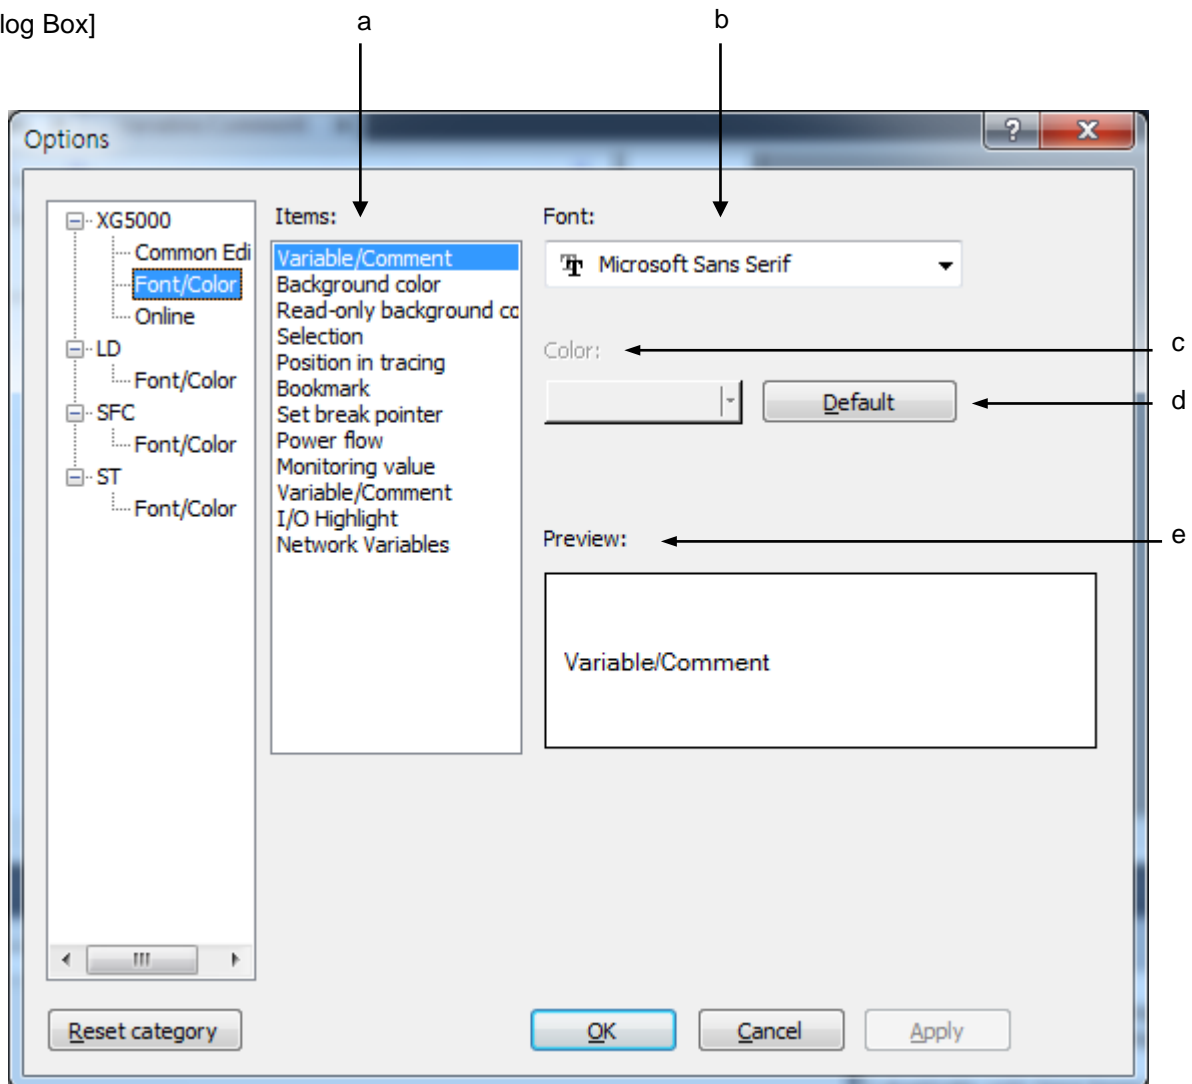 log Box]
a
b
Options
XG5000
Common Edi
Font/Color
Online
LD
Font/Color
SFC
Font/Color
ST
Font/Color
Items:
Variable/Comment
Background color
Read-only background co
Selection
Position in tracing
Bookmark
Set break pointer
Power flow
Monitoring value
Variable/Comment
I/O Highlight
Network Variables
Font:
Microsoft Sans Serif
Color:
c
Default
d
Preview:
e
Variable/Comment
Reset category
OK
Cancel
Apply